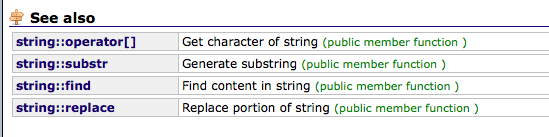 See also
string::operator[] Get character of string (public member function )
string::substr Generate substring (public member function )
string::find Find content in string (public member function )
string::replace Replace portion of string (public member function )